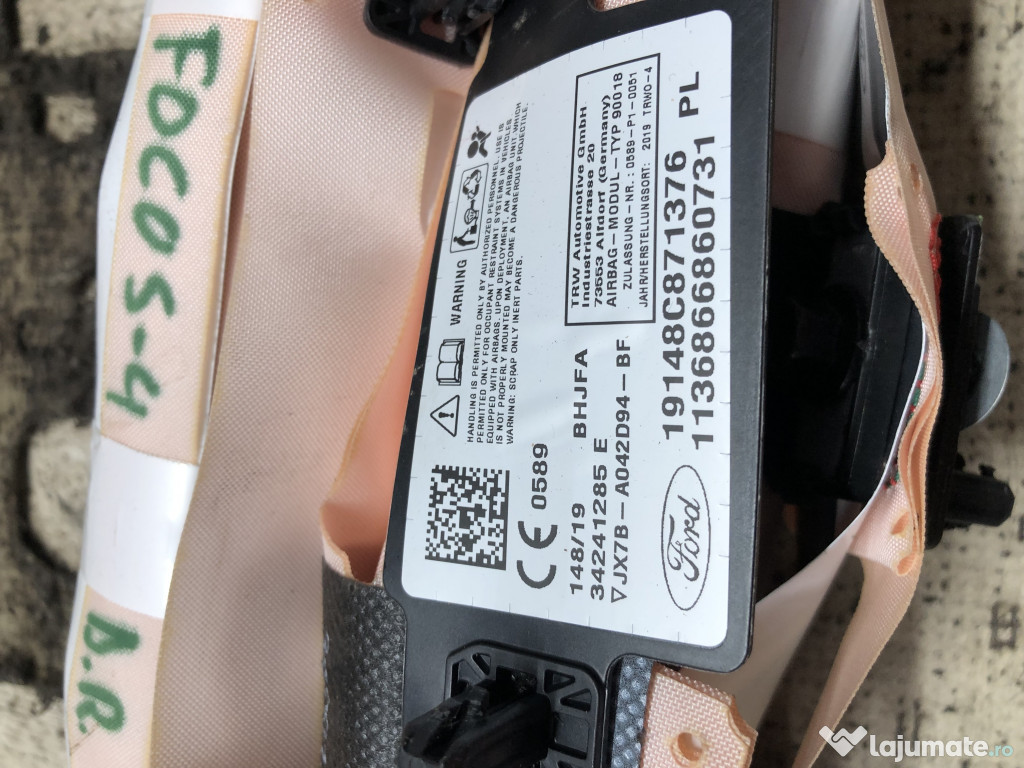 FOCOS-4
D.R.
WARNING
HANDLING IS PERMITTED ONLY BY AUTHORIZED PERSONNEL. USE IS
PERMITTED ONLY FOR OCCUPANT RESTRAINT SYSTEMS IN VEHICLES
EQUIPPED WITH AIRBAGS. UPON DEPLOYMENT, AN AIRBAG UNIT WHICH
IS NOT PROPERLY MOUNTED MAY BECOME A DANGEROUS PROJECTILE.
WARNING: SCRAP ONLY INERT PARTS.
CE 0589
TRW Automotive GmbH
Industriestrasse 20
73553 Alfdorf (Germany)
AIRBAG-MODUL-TYP 90018
ZULASSUNG-NR.: 0589-P1-0051
JAHR/HERSTELLUNGSORT: 2019 TRWO-4
148/19 BHJFA
34241285 E
∇JX7B-A042D94-BF
19148C871376
1136866860731 PL
Ford
lajumate.ro